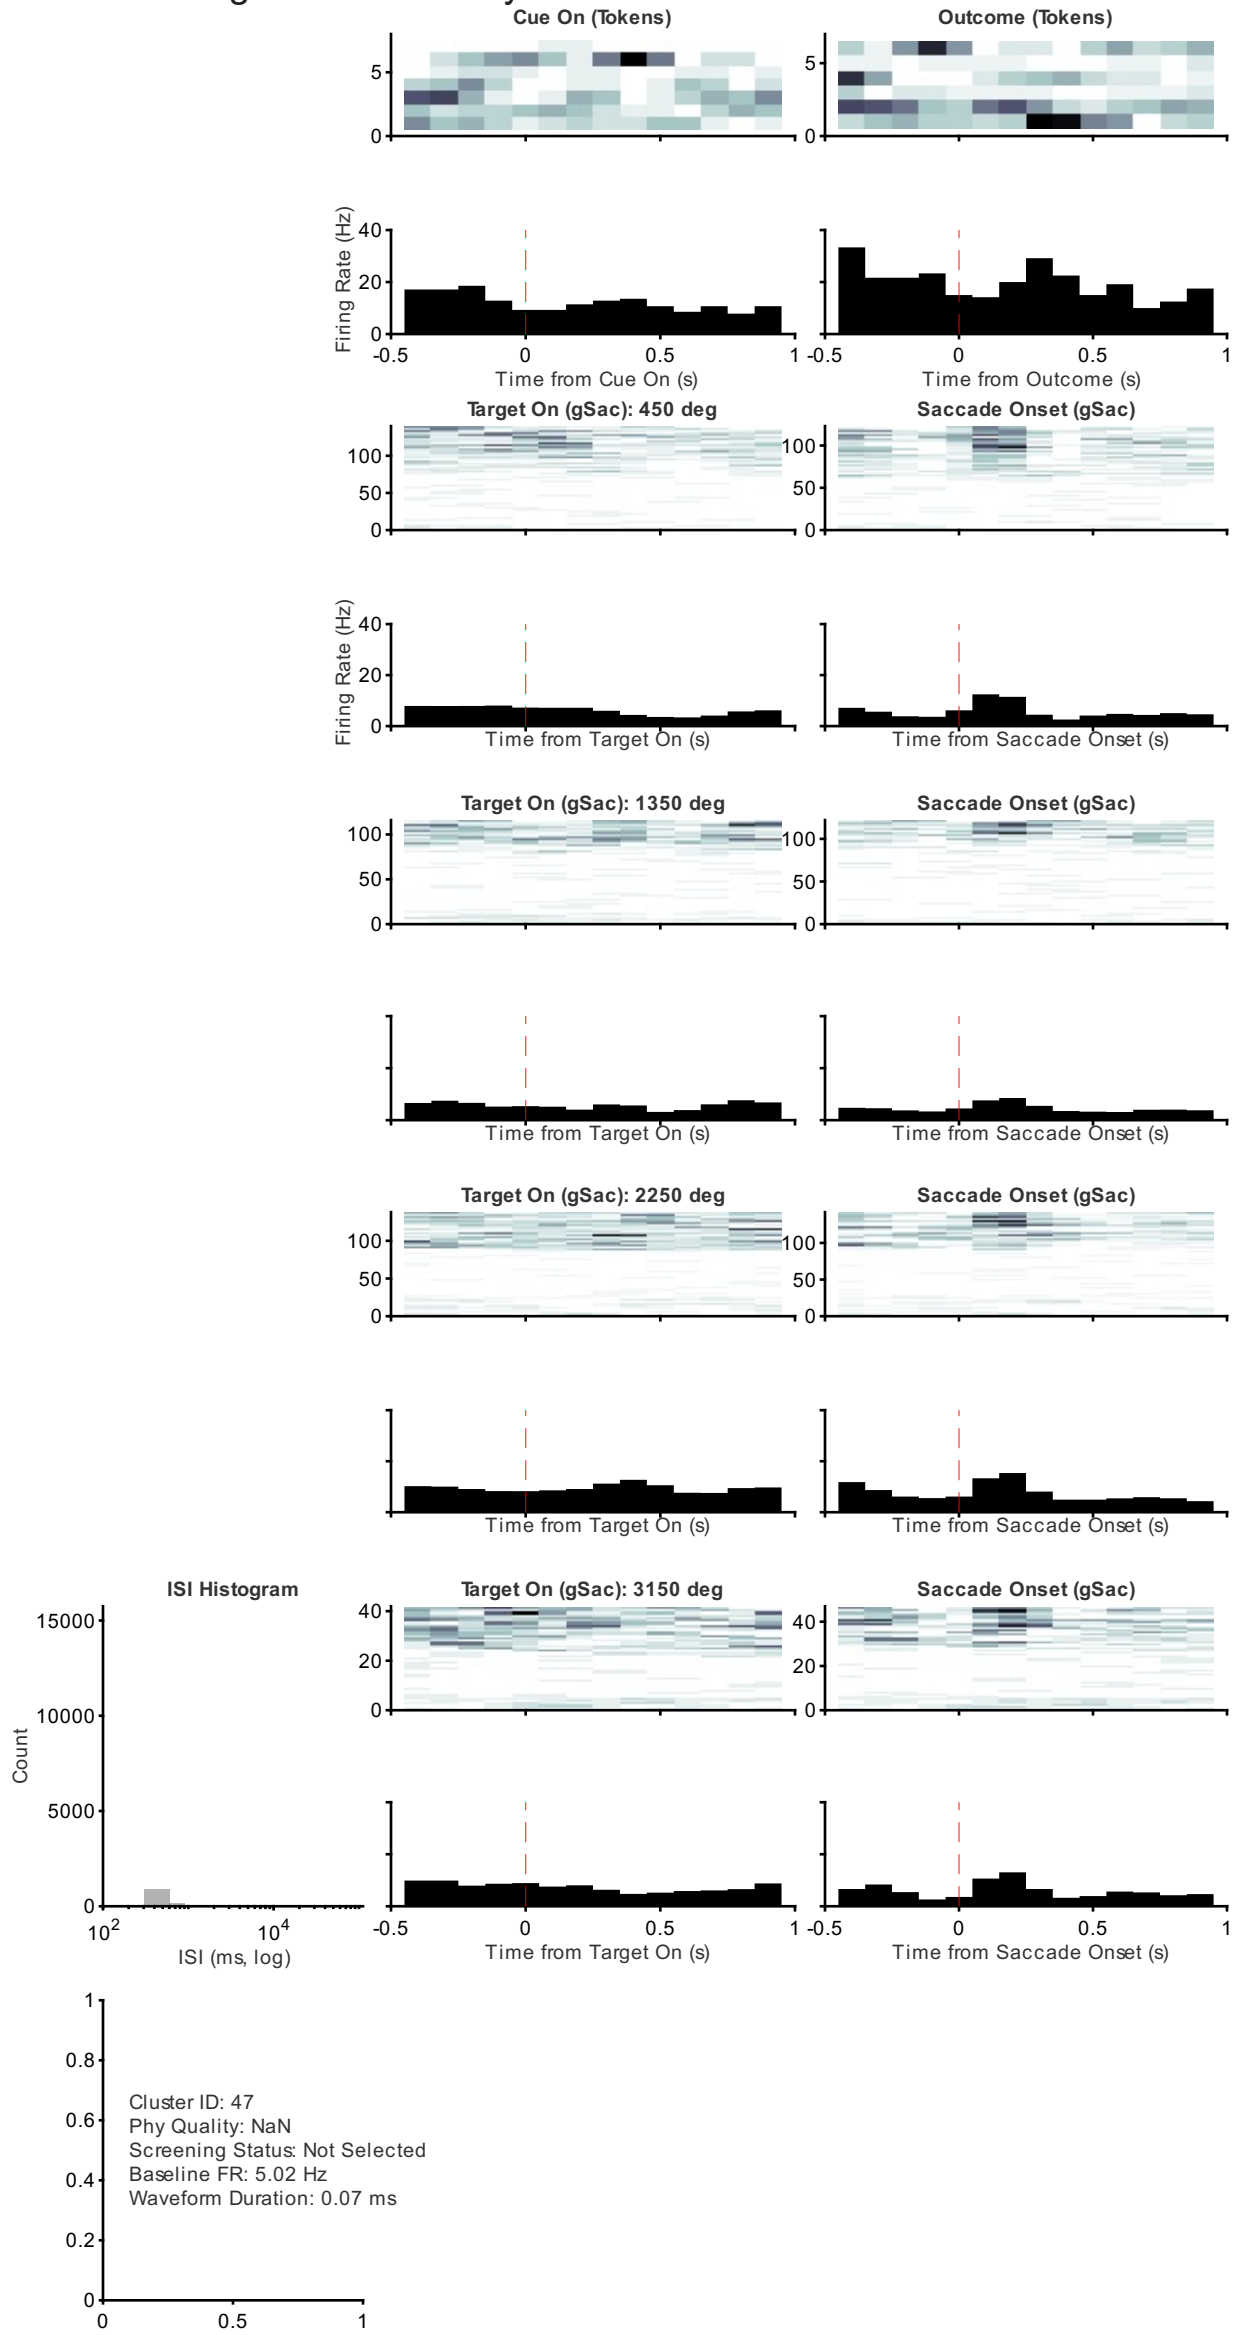 Cue On (Tokens)
Outcome (Tokens)
5
0
5
0
Firing Rate (Hz)
40
20
0
-0.5 0 0.5 1
-0.5 0 0.5 1
Time from Cue On (s)
Time from Outcome (s)
Target On (gSac): 450 deg
Saccade Onset (gSac)
100
50
0
100
50
0
Firing Rate (Hz)
40
20
0
Time from Target On (s)
Time from Saccade Onset (s)
Target On (gSac): 1350 deg
Saccade Onset (gSac)
100
50
0
100
50
0
Time from Target On (s)
Time from Saccade Onset (s)
Target On (gSac): 2250 deg
Saccade Onset (gSac)
100
50
0
100
50
0
Time from Target On (s)
Time from Saccade Onset (s)
ISI Histogram
Target On (gSac): 3150 deg
Saccade Onset (gSac)
15000
10000
5000
0
Count
10²
10⁴
ISI (ms, log)
40
20
0
40
20
0
-0.5 0 0.5 1
-0.5 0 0.5 1
Time from Target On (s)
Time from Saccade Onset (s)
1
0.8
0.6
0.4
0.2
0
Cluster ID: 47
Phy Quality: NaN
Screening Status: Not Selected
Baseline FR: 5.02 Hz
Waveform Duration: 0.07 ms
0 0.5 1